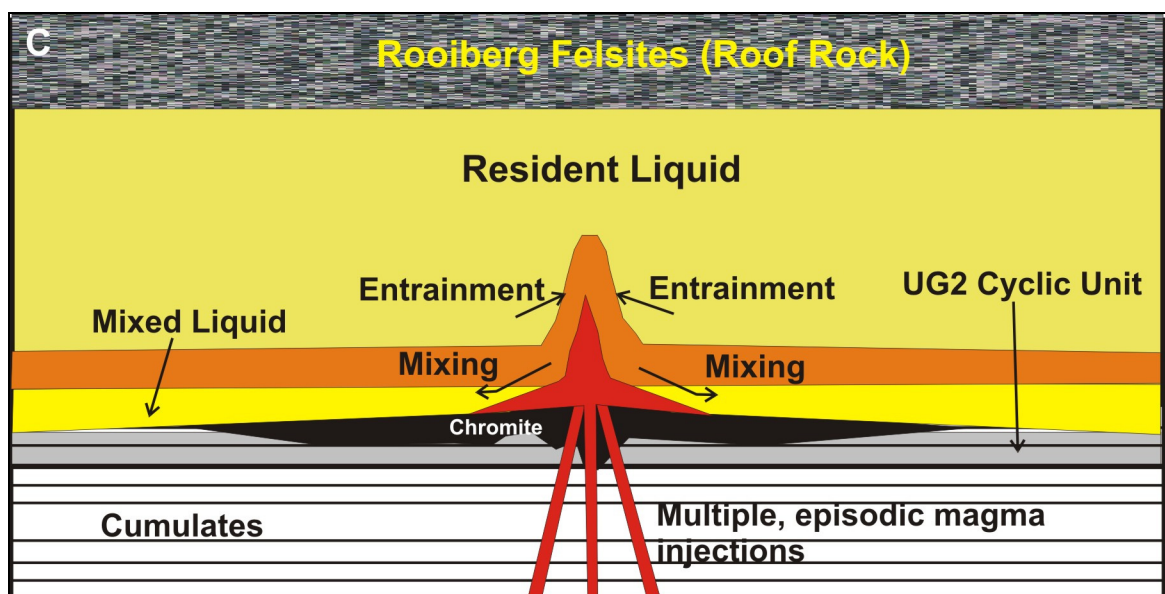 C
Rooiberg Felsites (Roof Rock)
Resident Liquid
Entrainment
Entrainment
UG2 Cyclic Unit
Mixed Liquid
Mixing
Mixing
Chromite
Cumulates
Multiple, episodic magma
injections